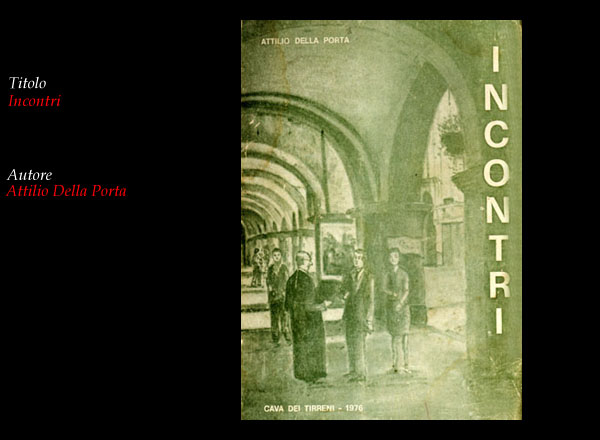 Titolo
Incontri
Autore
Attilio Della Porta
ATTILIO DELLA PORTA
INCONTRI
CAVA DEI TIRRENI - 1976